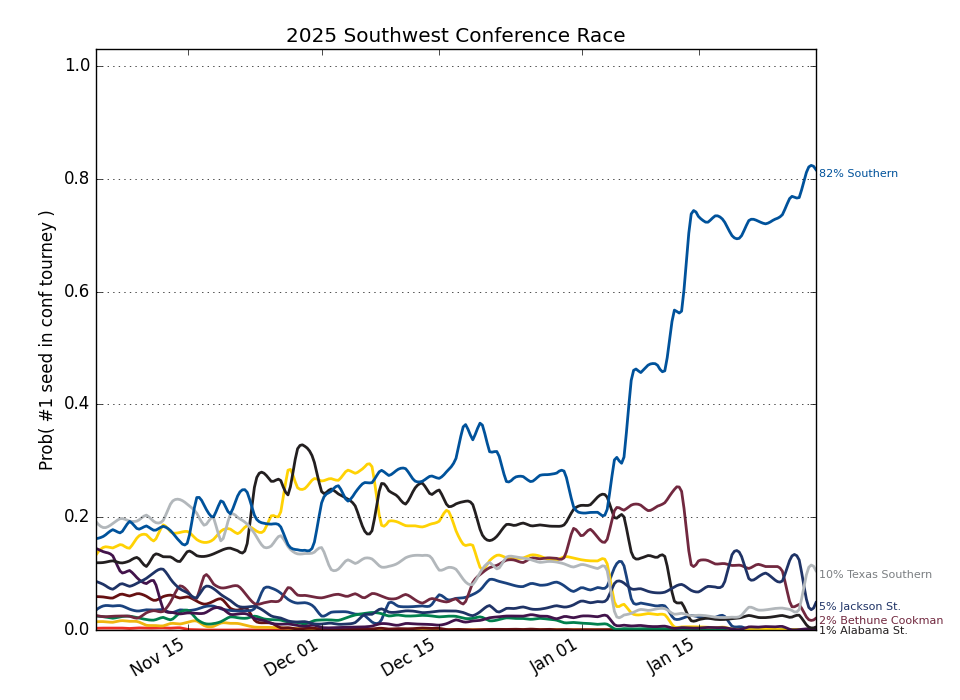 2025 Southwest Conference Race
Prob( #1 seed in conf tourney )
1.0
0.8
0.6
0.4
0.2
0.0
Nov 15
Dec 01
Dec 15
Jan 01
Jan 15
82% Southern
10% Texas Southern
5% Jackson St.
2% Bethune Cookman
1% Alabama St.